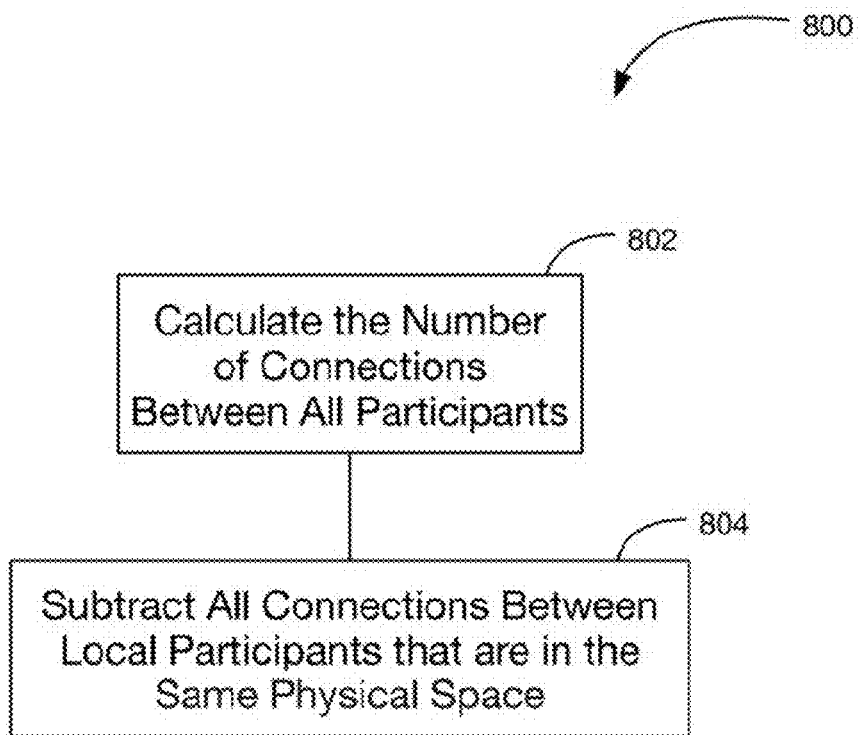 800
802
Calculate the Number
of Connections
Between All Participants
804
Subtract All Connections Between
Local Participants that are in the
Same Physical Space